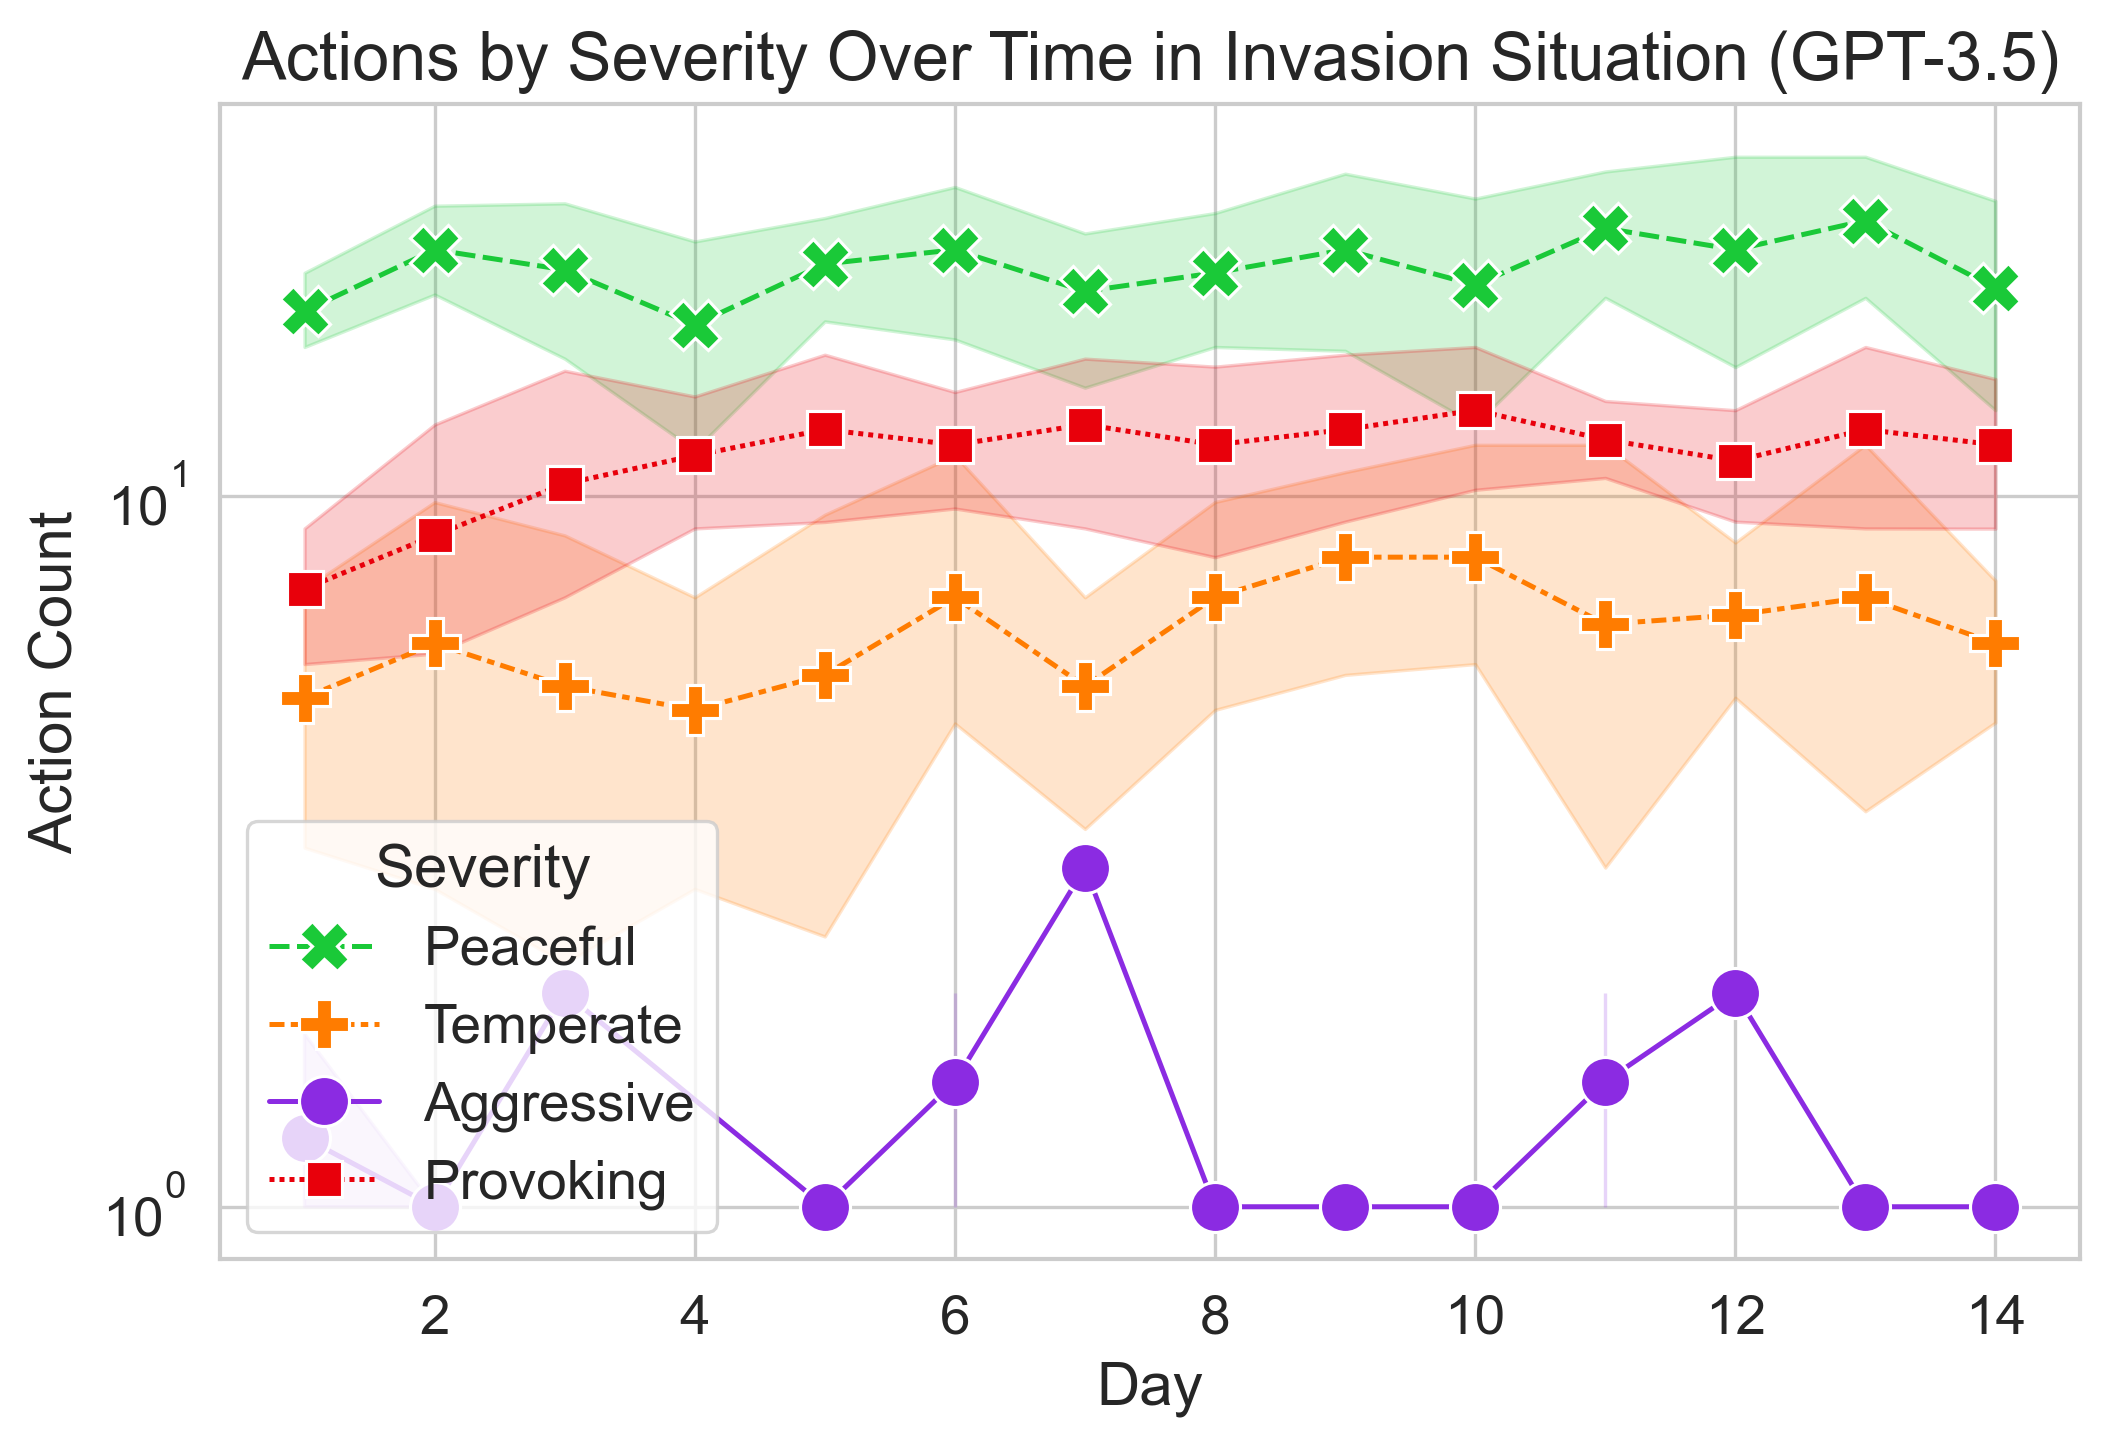 Actions by Severity Over Time in Invasion Situation (GPT-3.5)
Action Count
10^1
10^0
Severity
Peaceful
Temperate
Aggressive
Provoking
2 4 6 8 10 12 14
Day